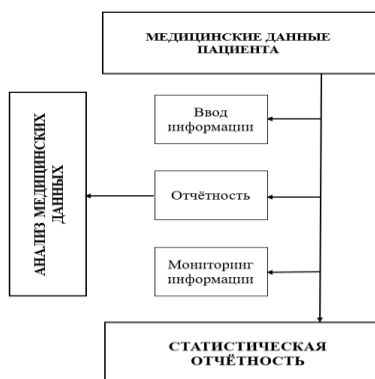 МЕДИЦИНСКИЕ ДАННЫЕ
ПАЦИЕНТА
Ввод
информации
АНАЛИЗ МЕДИЦИНСКИХ
ДАННЫХ
Отчётность
Мониторинг
информации
СТАТИСТИЧЕСКАЯ
ОТЧЁТНОСТЬ